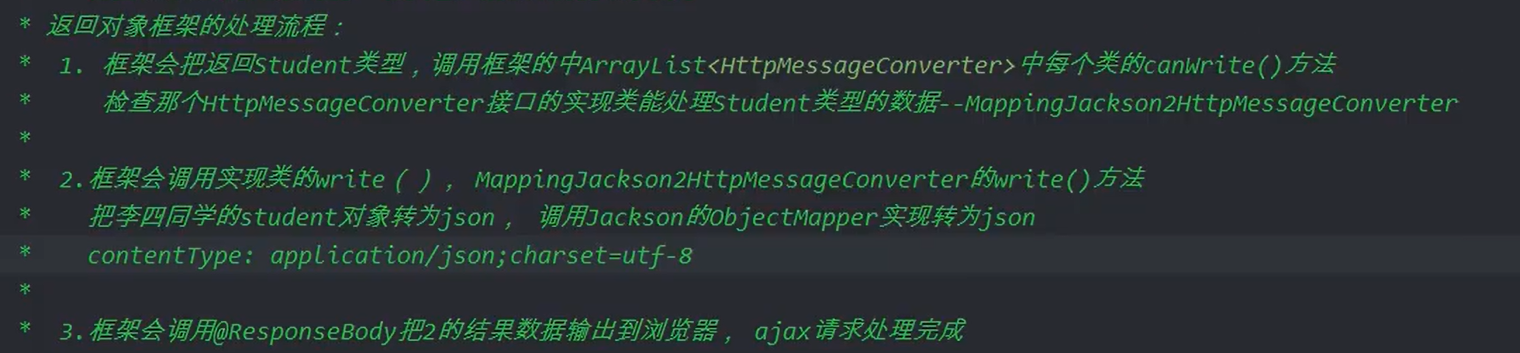 * 返回对象框架的处理流程：
* 1. 框架会把返回Student类型，调用框架的中ArrayList<HttpMessageConverter>中每个类的canWrite()方法
* 检查那个HttpMessageConverter接口的实现类能处理Student类型的数据--MappingJackson2HttpMessageConverter
*
* 2.框架会调用实现类的write（）， MappingJackson2HttpMessageConverter的write()方法
* 把李四同学的student对象转为json， 调用Jackson的ObjectMapper实现转为json
* contentType: application/json;charset=utf-8
*
* 3.框架会调用@ResponseBody把2的结果数据输出到浏览器， ajax请求处理完成